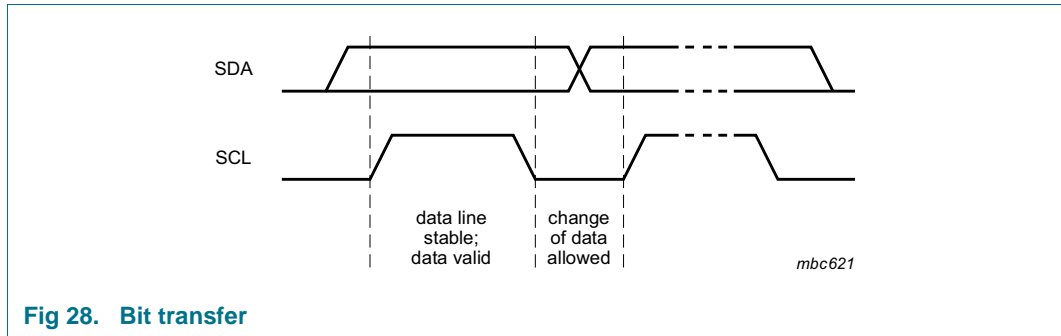 SDA
SCL
data line
stable;
data valid
change
of data
allowed
mbc621
Fig 28. Bit transfer